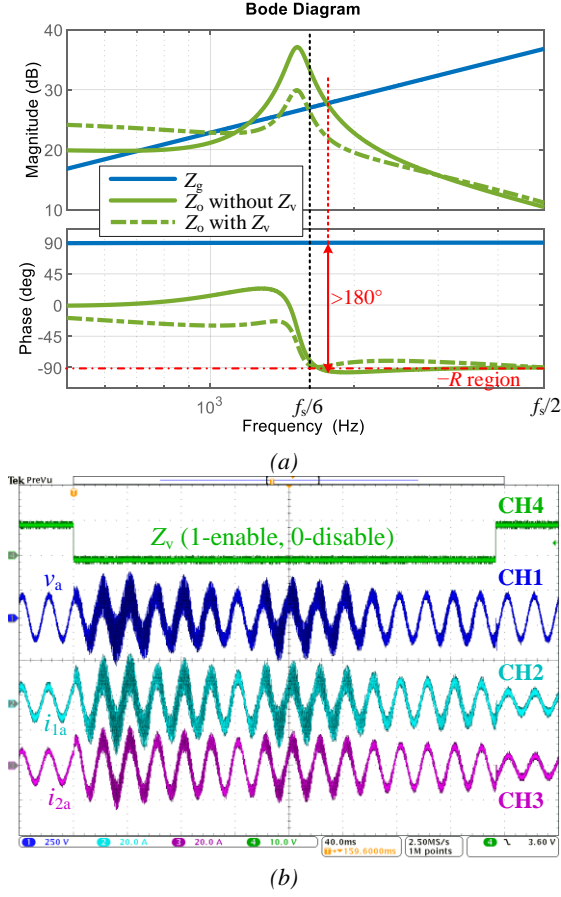 (a)
Bode Diagram
Magnitude (dB)
40
30
20
10
Zg
Zo without Zv
Zo with Zv
Phase (deg)
90
45
0
-45
-90
>180°
−R region
10³
fs/6
fs/2
Frequency (Hz)
(a)
Tek PreVu
CH4
Zv (1-enable, 0-disable)
va
CH1
CH2
i1a
i2a
CH3
1 250 V
2 20.0 A
3 20.0 A
4 10.0 V
40.0ms
159.6000ms
2.50MS/s
1M points
4
3.60 V
(b)